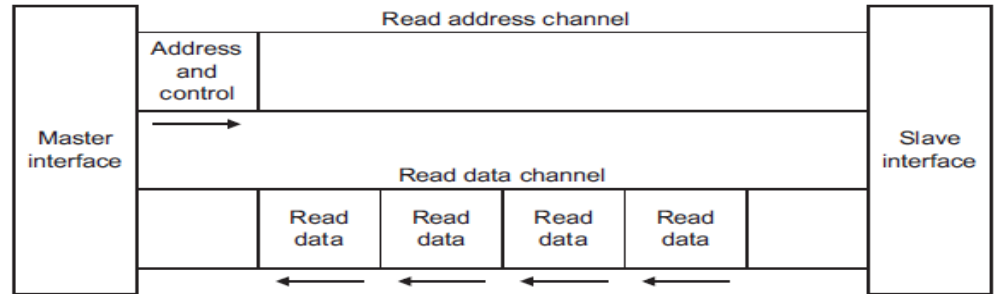 Read address channel
Address
and
control
Master
interface
Slave
interface
Read data channel
Read
data
Read
data
Read
data
Read
data